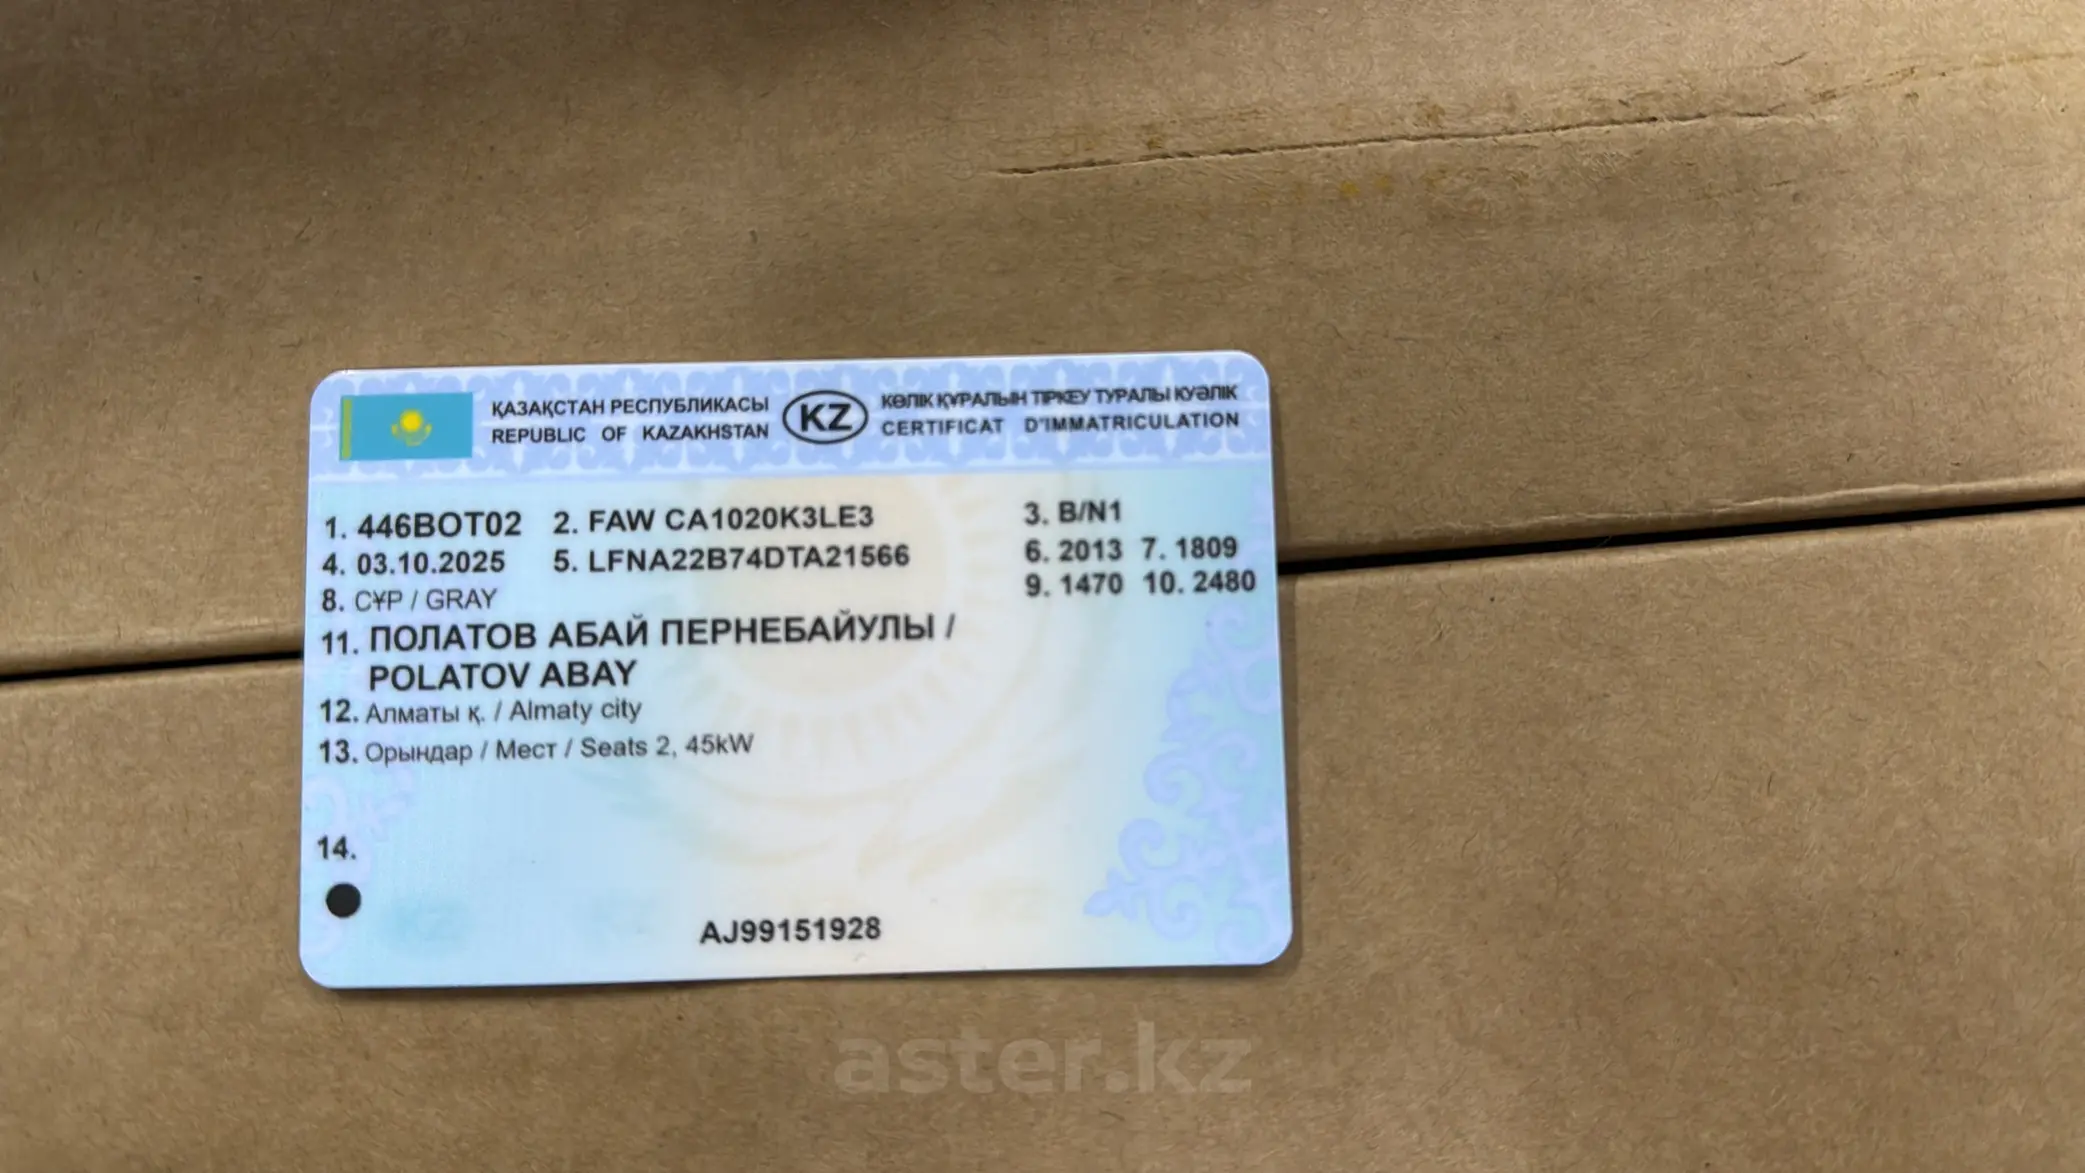 ҚАЗАҚСТАН РЕСПУБЛИКАСЫ
REPUBLIC OF KAZAKHSTAN
KZ
КӨЛІК ҚҰРАЛЫН ТІРКЕУ ТУРАЛЫ КУӘЛІК
CERTIFICAT D'IMMATRICULATION
1. 446BOT02 2. FAW CA1020K3LE3 3. B/N1
4. 03.10.2025 5. LFNA22B74DTA21566 6. 2013 7. 1809
8. СҰР / GRAY 9. 1470 10. 2480
11. ПОЛАТОВ АБАЙ ПЕРНЕБАЙУЛЫ /
POLATOV ABAY
12. Алматы қ. / Almaty city
13. Орындар / Мест / Seats 2, 45kW
14.
AJ99151928
aster.kz